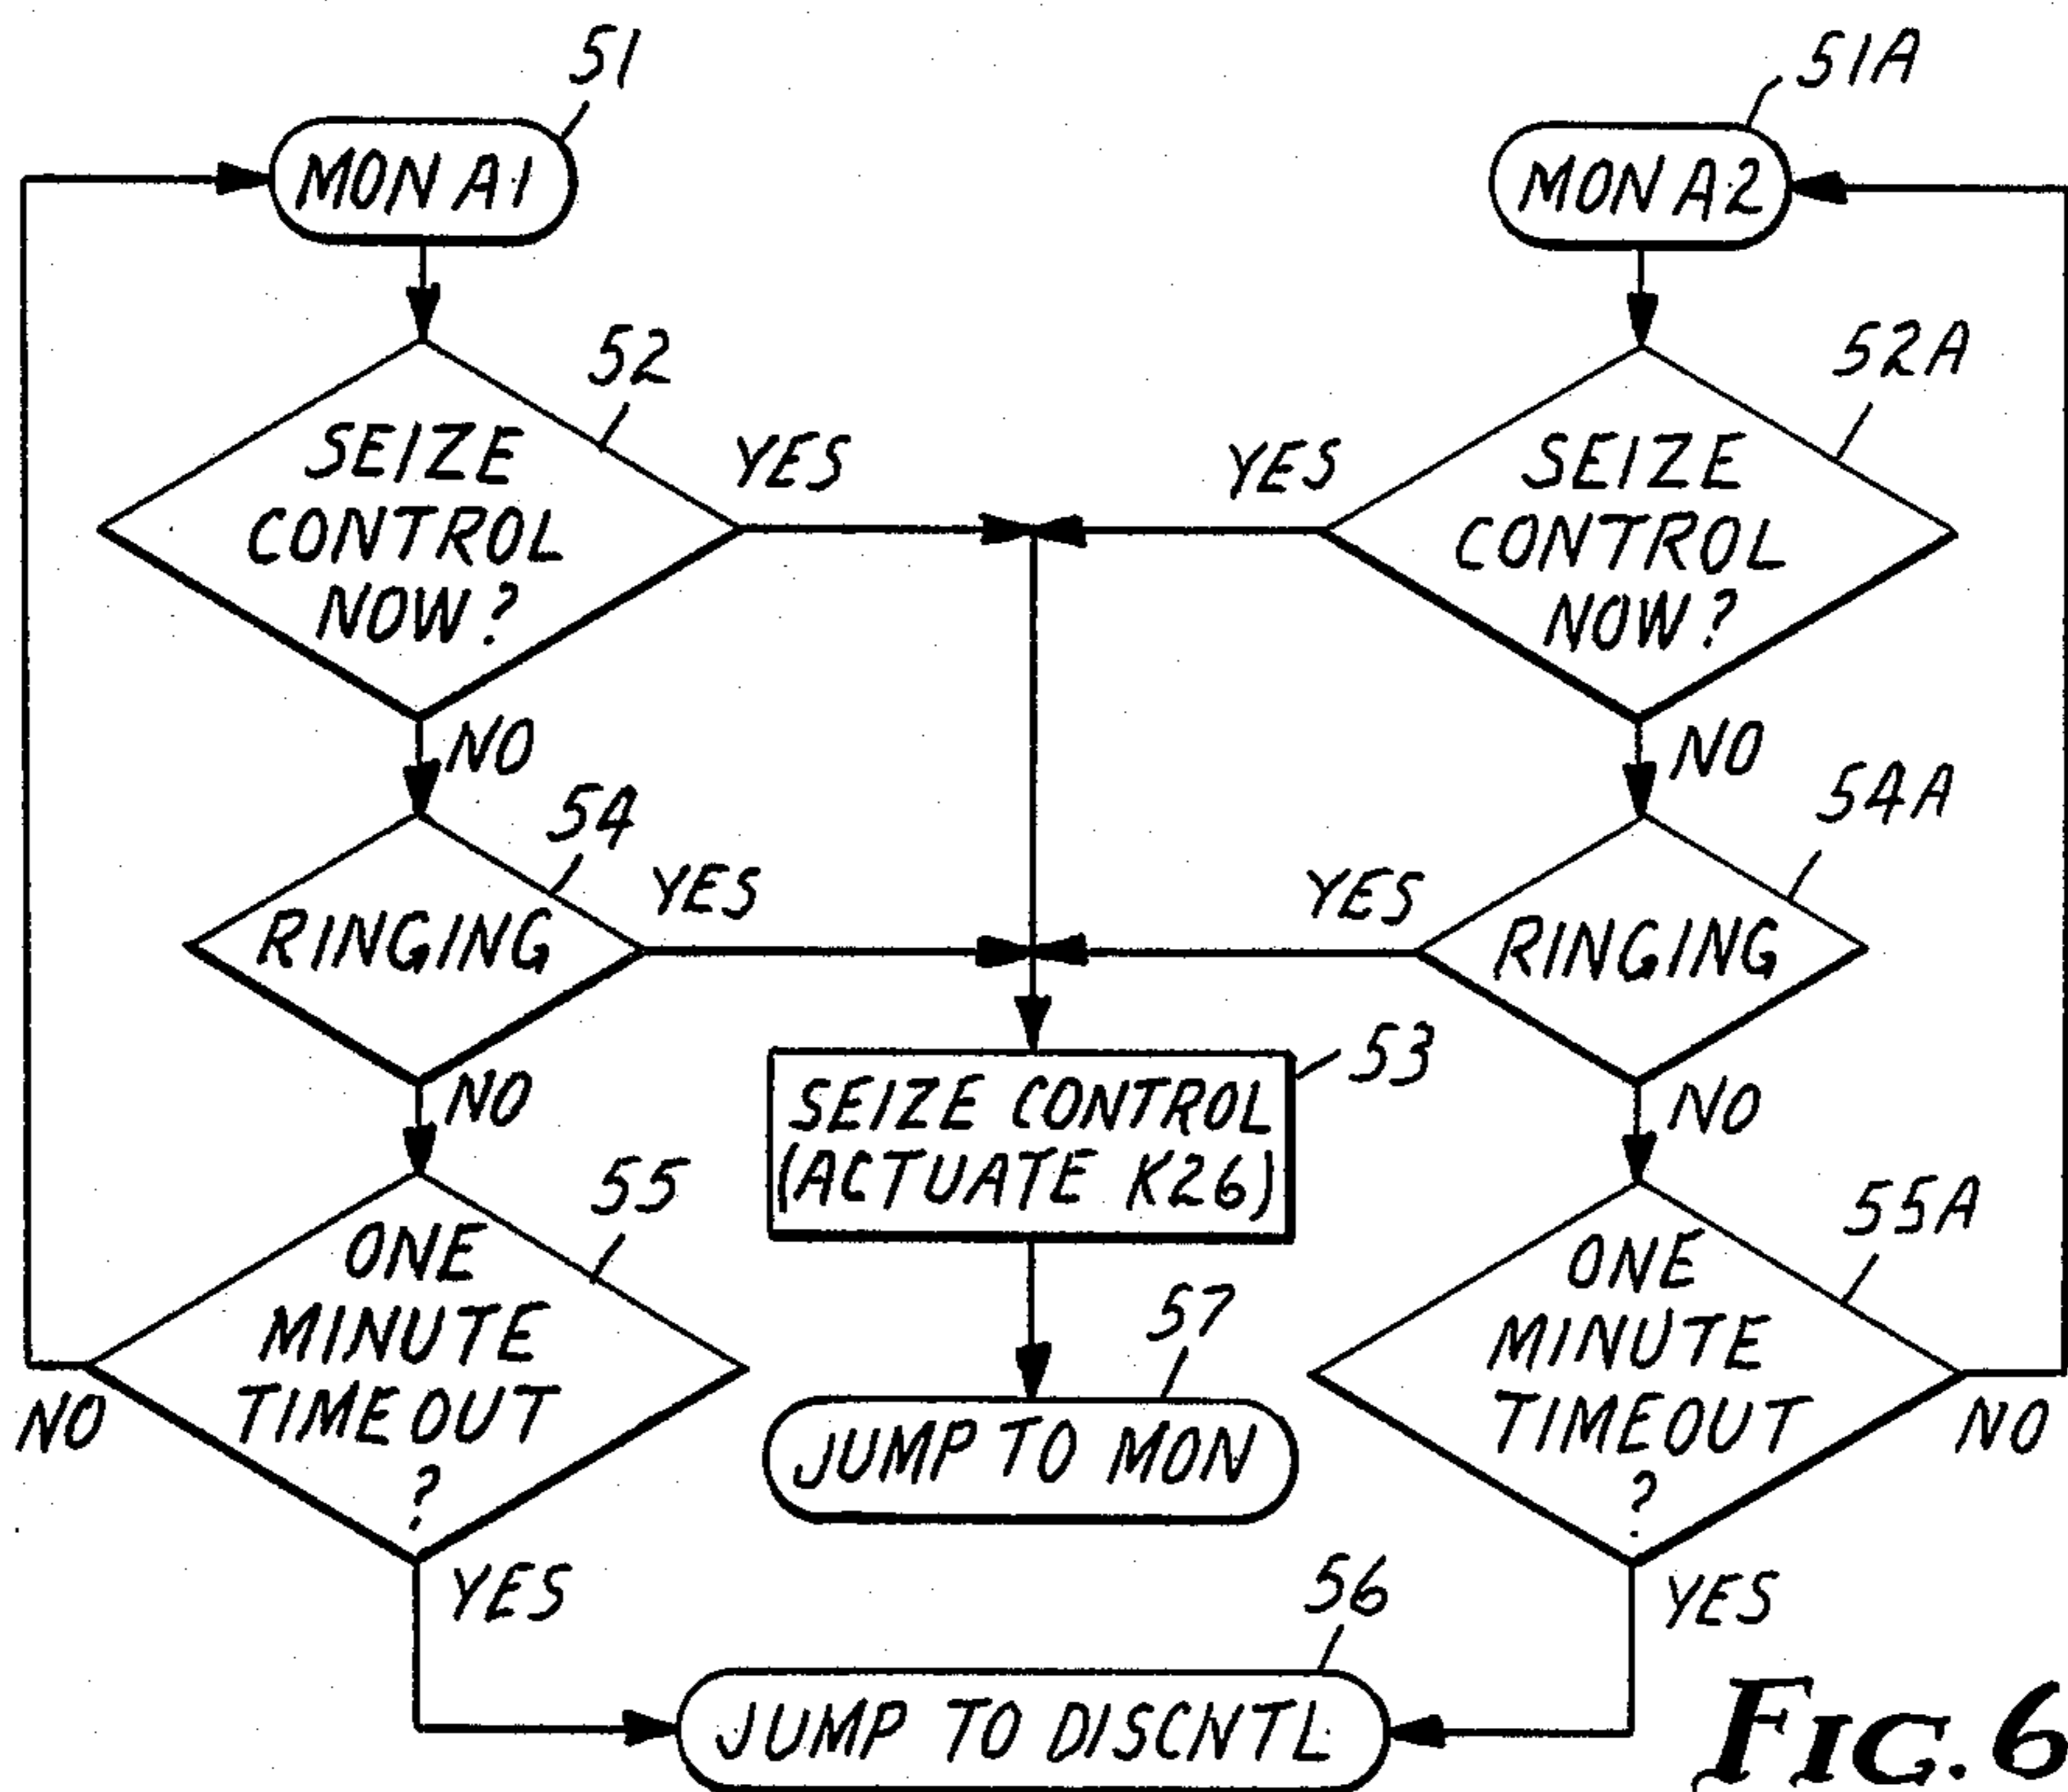 51
51A
MON A1
MON A2
52
52A
SEIZE
CONTROL
NOW?
YES
YES
SEIZE
CONTROL
NOW?
NO
NO
54
54A
RINGING
YES
YES
RINGING
NO
NO
53
SEIZE CONTROL
(ACTUATE K26)
55
55A
ONE
MINUTE
TIMEOUT
?
ONE
MINUTE
TIMEOUT
?
57
JUMP TO MON
NO
NO
YES
YES
56
JUMP TO DISCNTL
FIG. 6